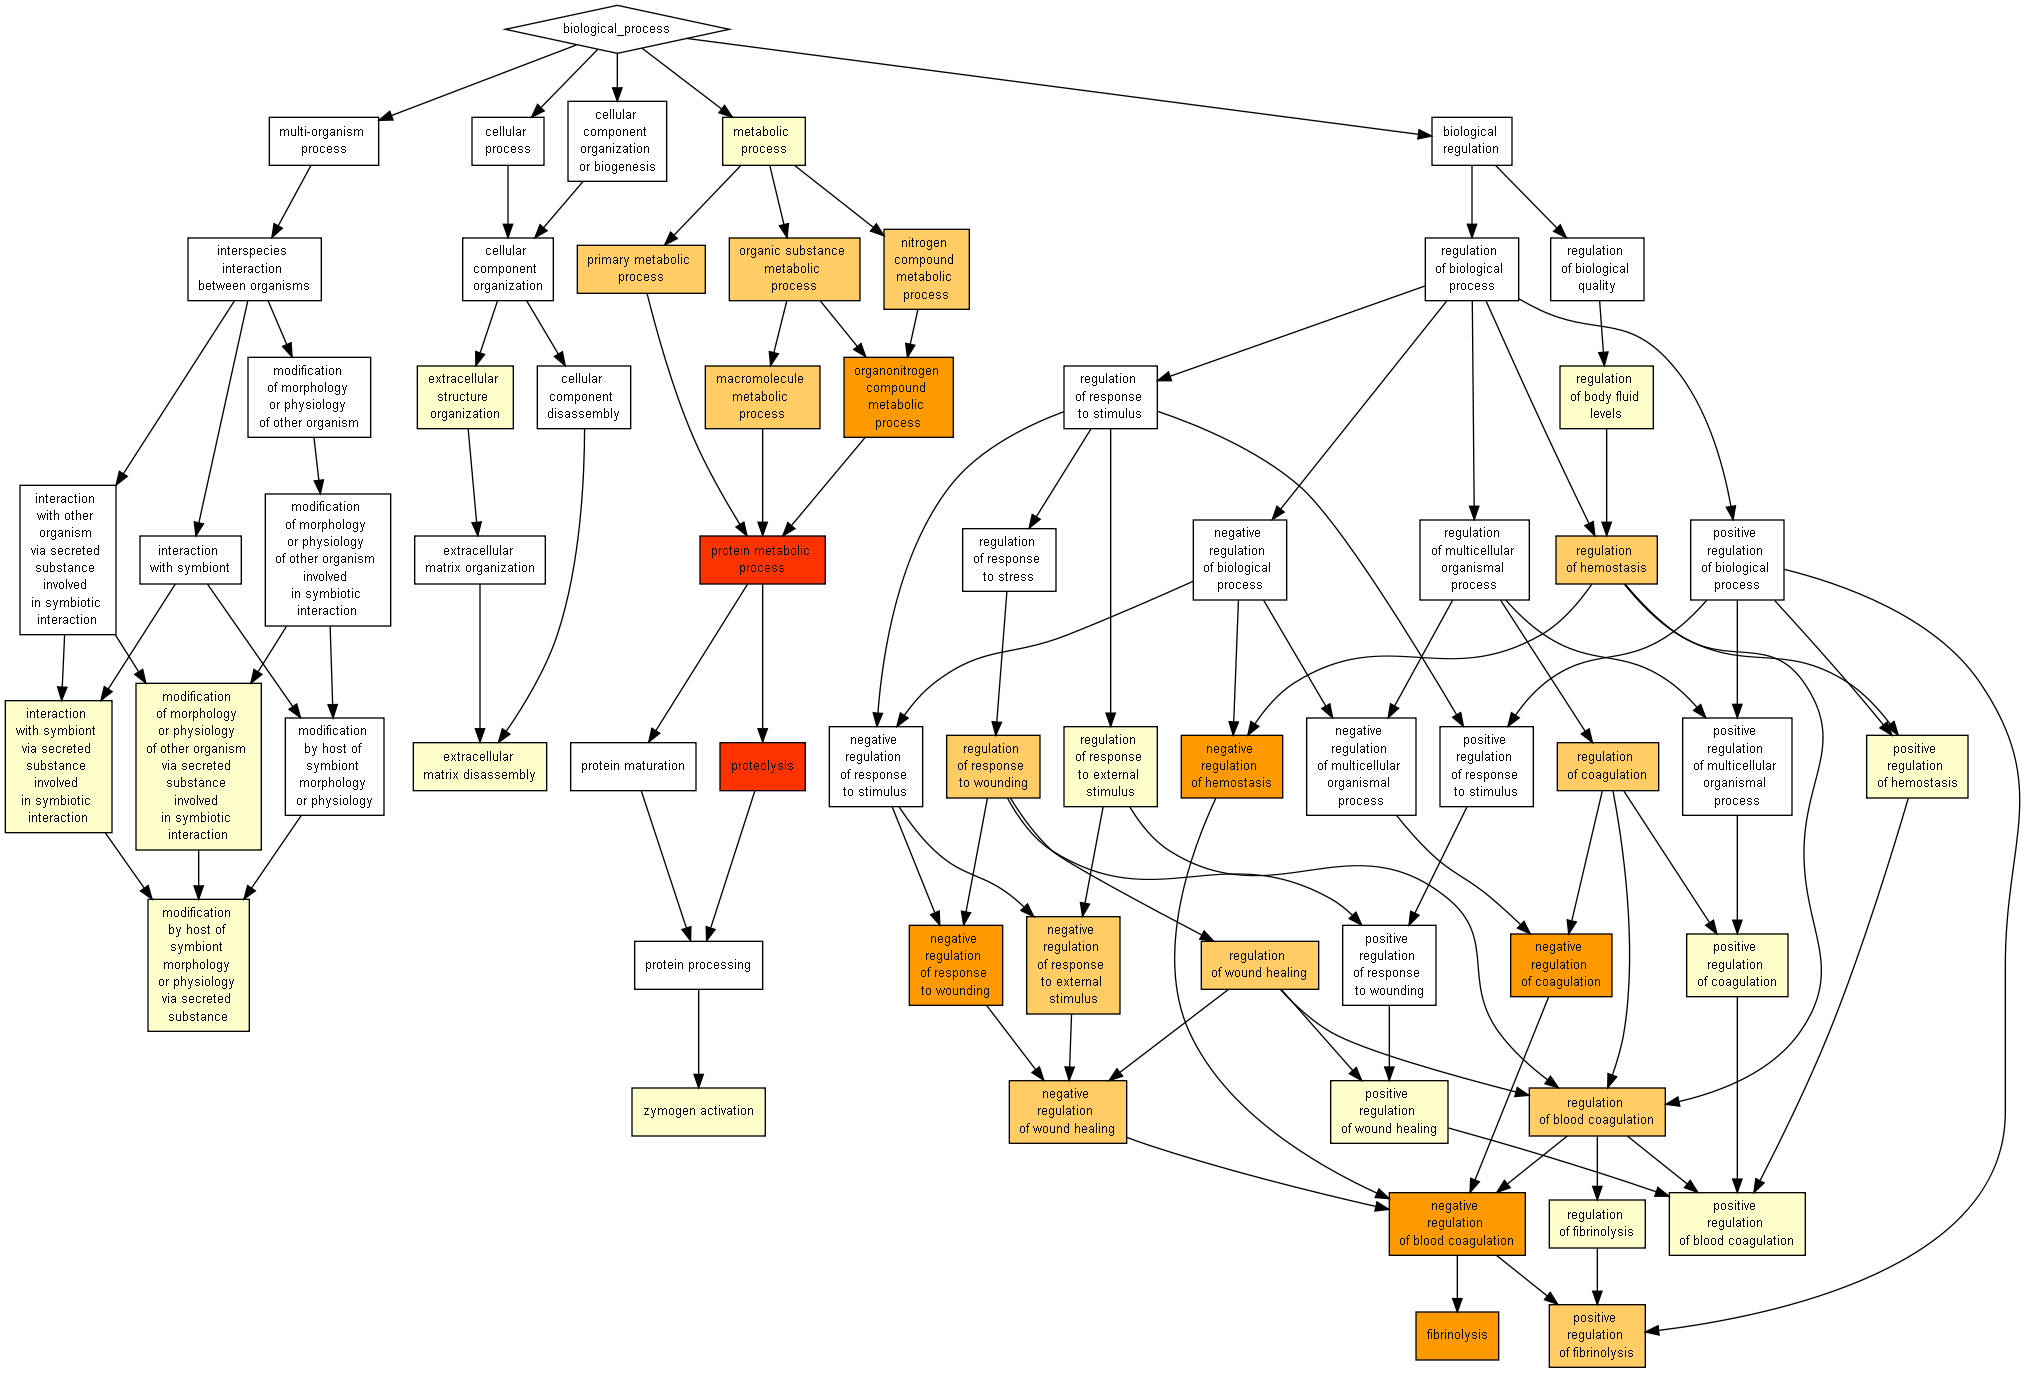 biological_process
multi-organism
process
cellular
process
cellular
component
organization
or biogenesis
metabolic
process
biological
regulation
interspecies
interaction
between organisms
cellular
component
organization
primary metabolic
process
organic substance
metabolic
process
nitrogen
compound
metabolic
process
regulation
of biological
process
regulation
of biological
quality
modification
of morphology
or physiology
of other organism
extracellular
structure
organization
cellular
component
disassembly
macromolecule
metabolic
process
organonitrogen
compound
metabolic
process
regulation
of response
to stimulus
regulation
of body fluid
levels
interaction
with other
organism
via secreted
substance
involved
in symbiotic
interaction
interaction
with symbiont
modification
of morphology
or physiology
of other organism
involved
in symbiotic
interaction
extracellular
matrix organization
protein metabolic
process
regulation
of response
to stress
negative
regulation
of biological
process
regulation
of multicellular
organismal
process
regulation
of hemostasis
positive
regulation
of biological
process
interaction
with symbiont
via secreted
substance
involved
in symbiotic
interaction
modification
of morphology
or physiology
of other organism
via secreted
substance
involved
in symbiotic
interaction
modification
by host of
symbiont
morphology
or physiology
extracellular
matrix disassembly
protein maturation
proteolysis
negative
regulation
of response
to stimulus
regulation
of response
to wounding
regulation
of response
to external
stimulus
negative
regulation
of hemostasis
negative
regulation
of multicellular
organismal
process
positive
regulation
of response
to stimulus
regulation
of coagulation
positive
regulation
of multicellular
organismal
process
positive
regulation
of hemostasis
modification
by host of
symbiont
morphology
or physiology
via secreted
substance
protein processing
negative
regulation
of response
to wounding
negative
regulation
of response
to external
stimulus
regulation
of wound healing
positive
regulation
of response
to wounding
negative
regulation
of coagulation
positive
regulation
of coagulation
zymogen activation
negative
regulation
of wound healing
positive
regulation
of wound healing
regulation
of blood coagulation
negative
regulation
of blood coagulation
regulation
of fibrinolysis
positive
regulation
of blood coagulation
fibrinolysis
positive
regulation
of fibrinolysis